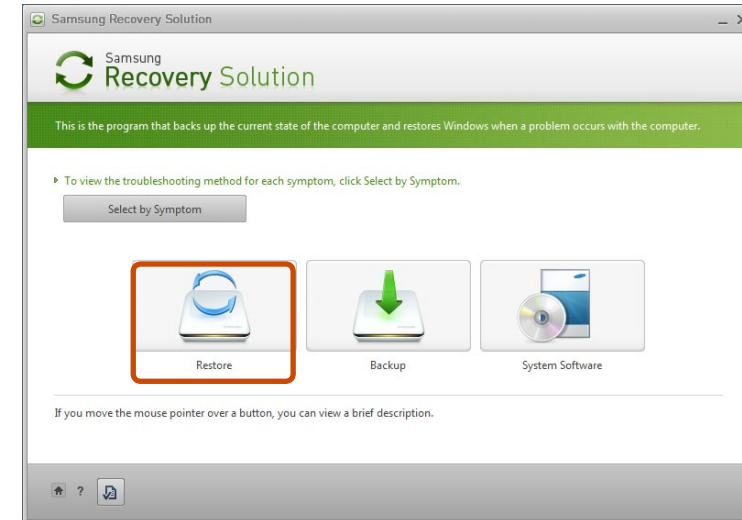 Samsung Recovery Solution
Samsung
Recovery Solution
This is the program that backs up the current state of the computer and restores Windows when a problem occurs with the computer.
To view the troubleshooting method for each symptom, click Select by Symptom.
Select by Symptom
Restore
Backup
System Software
If you move the mouse pointer over a button, you can view a brief description.
?